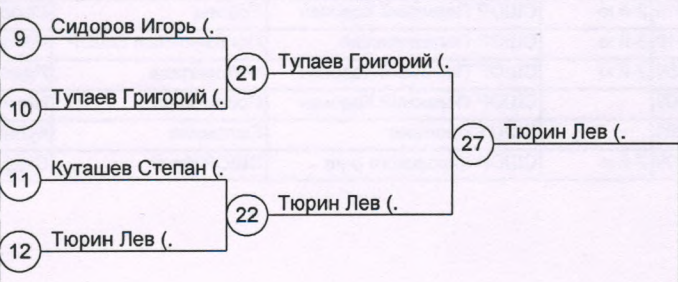 9 Сидоров Игорь (.
21 Тупаев Григорий (.
10 Тупаев Григорий (.
27 Тюрин Лев (.
11 Куташев Степан (.
22 Тюрин Лев (.
12 Тюрин Лев (.